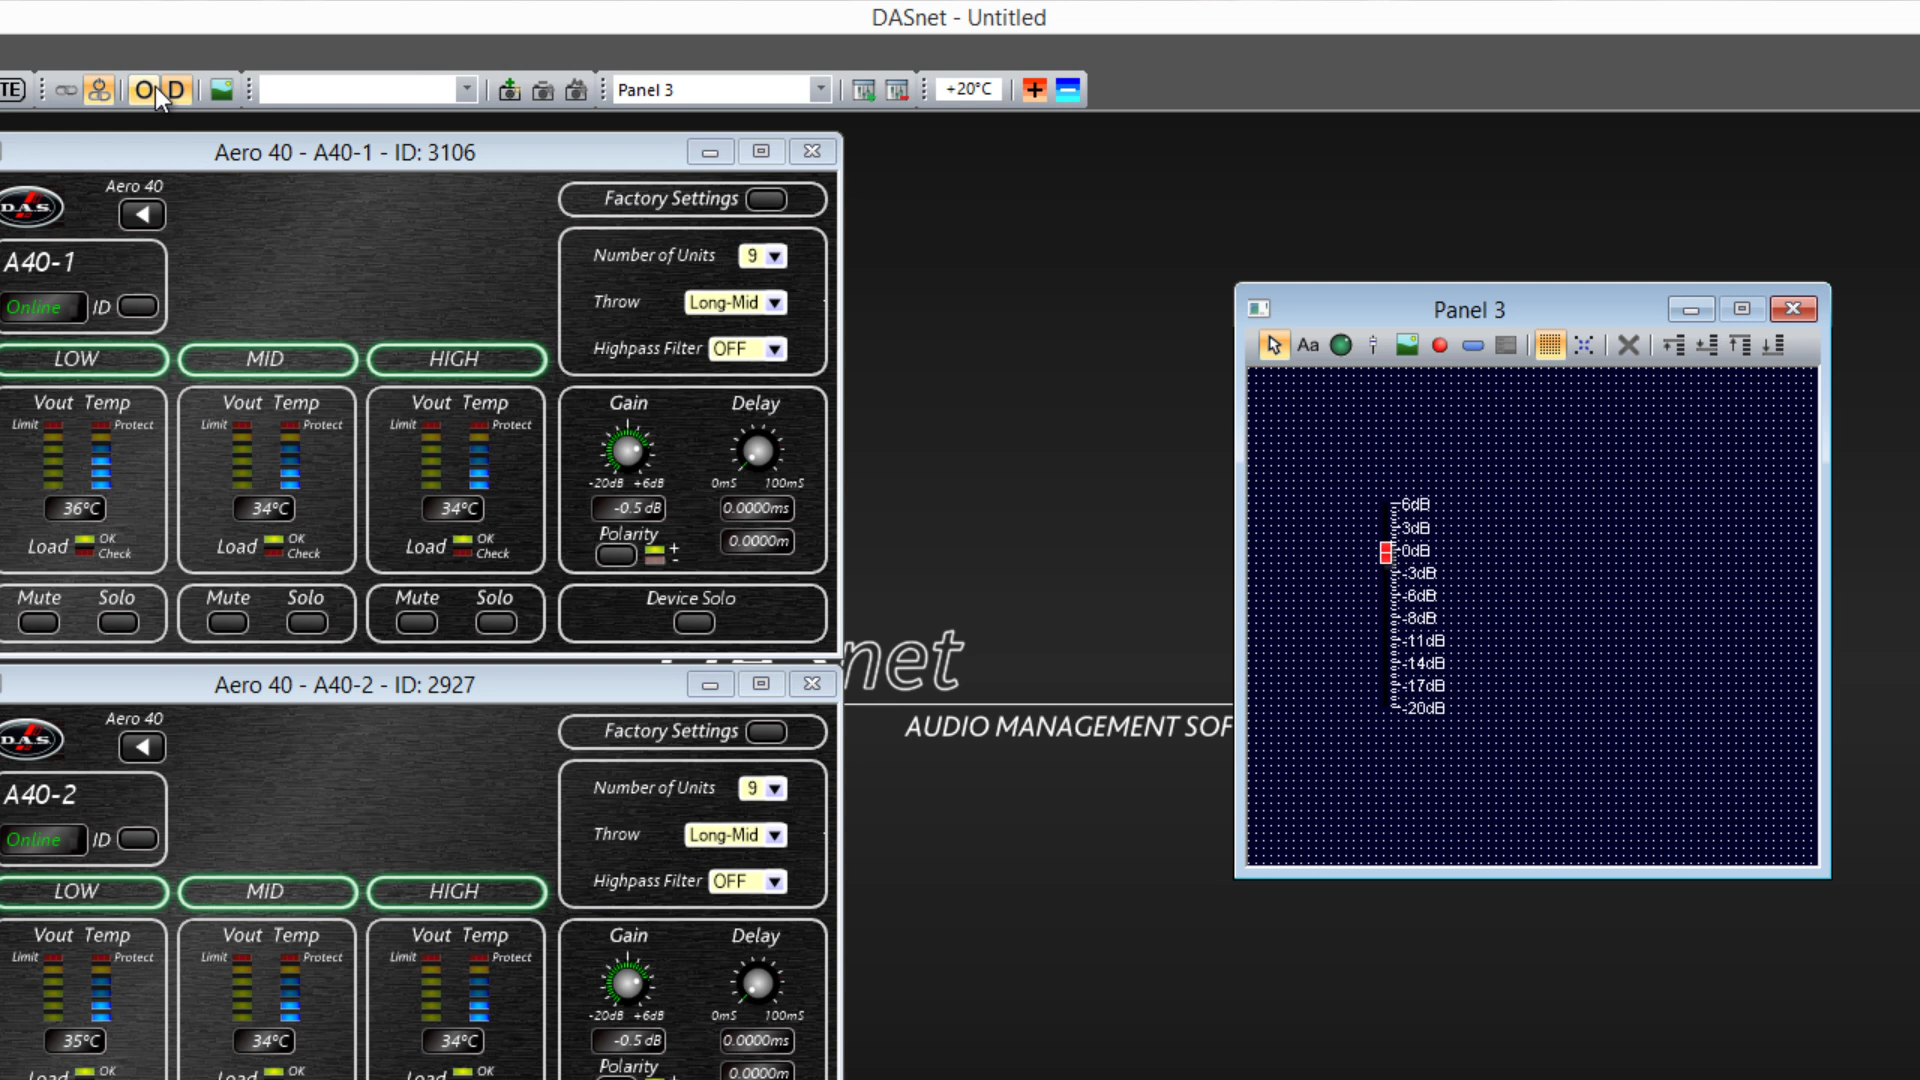 DASnet - Untitled
TE
O D
Panel 3
+20°C
Aero 40 - A40-1 - ID: 3106
D.A.S.
Aero 40
A40-1
Online ID
Factory Settings
Number of Units 9
Throw Long-Mid
Highpass Filter OFF
LOW MID HIGH
Vout Temp Vout Temp Vout Temp
Limit Protect Limit Protect Limit Protect
36°C 34°C 34°C
Load OK Check Load OK Check Load OK Check
Gain Delay
-20dB +6dB 0mS 100mS
-0.5 dB 0.0000ms
Polarity + - 0.0000m
Mute Solo Mute Solo Mute Solo
Device Solo
net
AUDIO MANAGEMENT SOF
Panel 3
Aa
6dB
3dB
0dB
-3dB
-6dB
-8dB
-11dB
-14dB
-17dB
-20dB
Aero 40 - A40-2 - ID: 2927
D.A.S.
Aero 40
A40-2
Online ID
Factory Settings
Number of Units 9
Throw Long-Mid
Highpass Filter OFF
LOW MID HIGH
Vout Temp Vout Temp Vout Temp
Limit Protect Limit Protect Limit Protect
35°C 34°C 34°C
Load OK Load OK Load OK
Gain Delay
-20dB +6dB 0mS 100mS
-0.5 dB 0.0000ms
Polarity 0.0000m